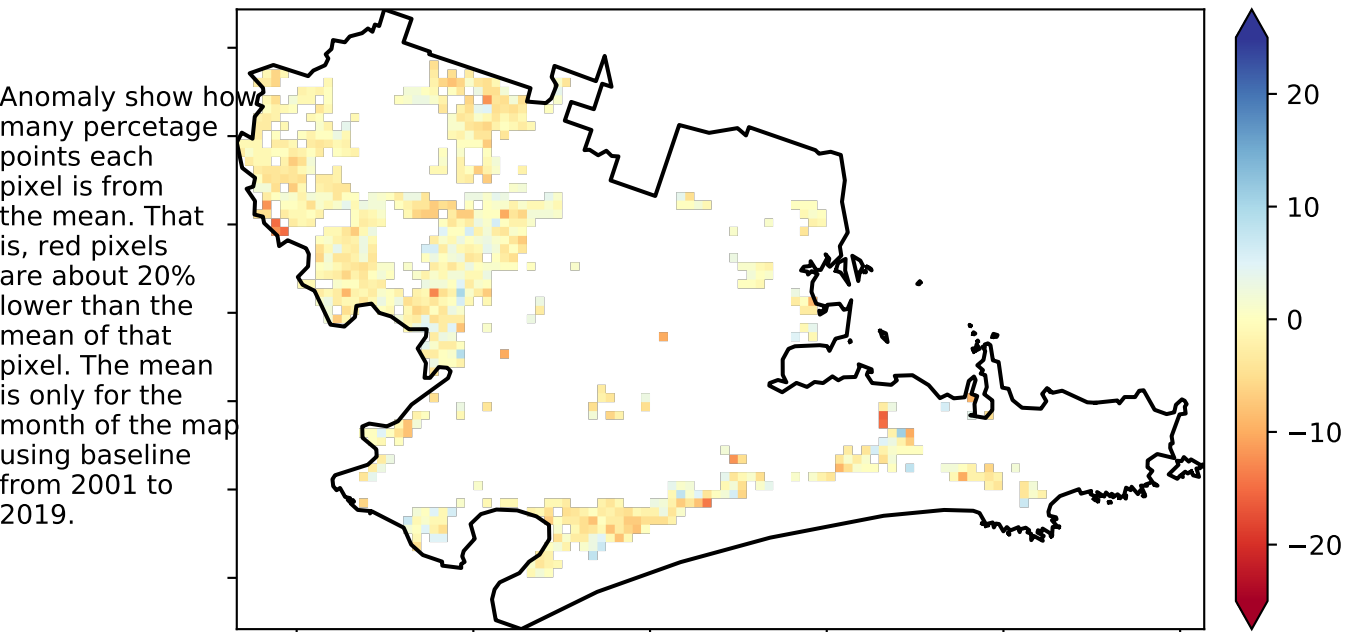 Anomaly show how
many percetage
points each
pixel is from
the mean. That
is, red pixels
are about 20%
lower than the
mean of that
pixel. The mean
is only for the
month of the map
using baseline
from 2001 to
2019.
20
10
0
−10
−20